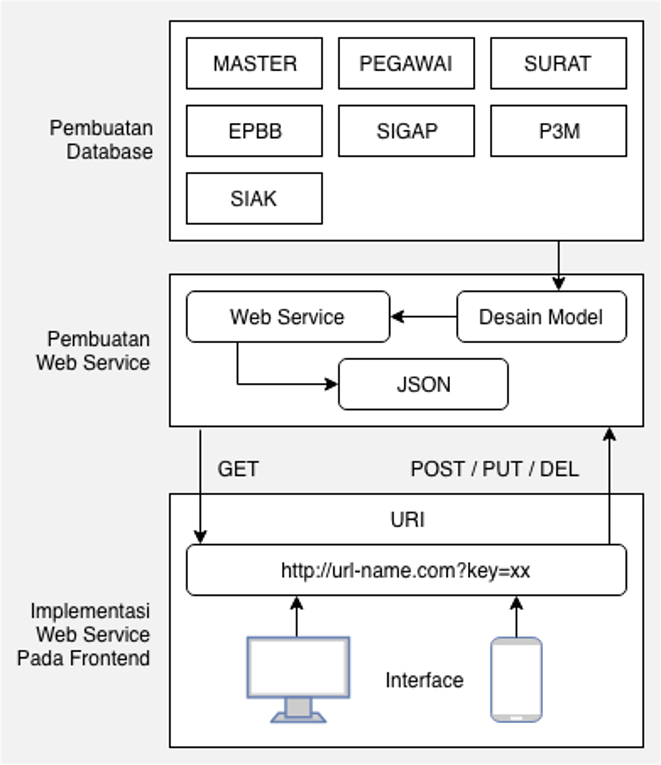 MASTER
PEGAWAI
SURAT
Pembuatan
Database
EPBB
SIGAP
P3M
SIAK
Pembuatan
Web Service
Web Service
Desain Model
JSON
GET
POST / PUT / DEL
URI
http://url-name.com?key=xx
Implementasi
Web Service
Pada Frontend
Interface